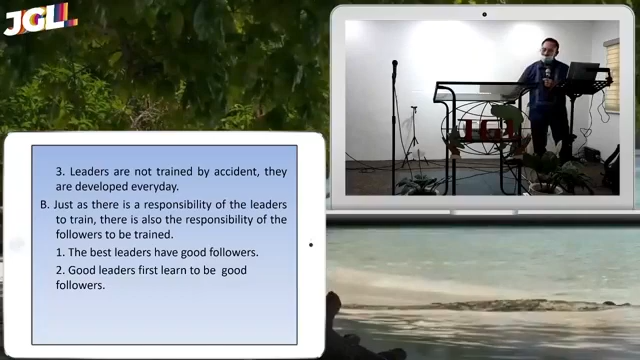 JGL
JGL
3. Leaders are not trained by accident, they
are developed everyday.
B. Just as there is a responsibility of the leaders
to train, there is also the responsibility of the
followers to be trained.
1. The best leaders have good followers.
2. Good leaders first learn to be good
followers.